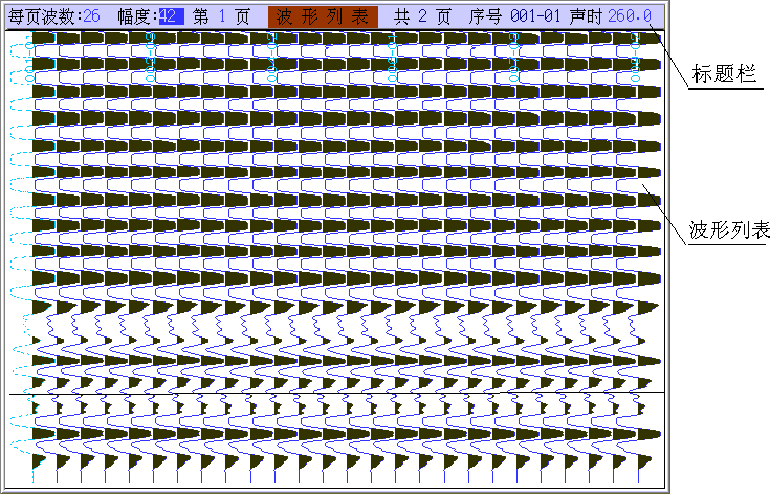 每页波数:26 幅度:42 第 1 页 波 形 列 表 共 2 页 序号 001-01 声时 260.0
标题栏
波形列表